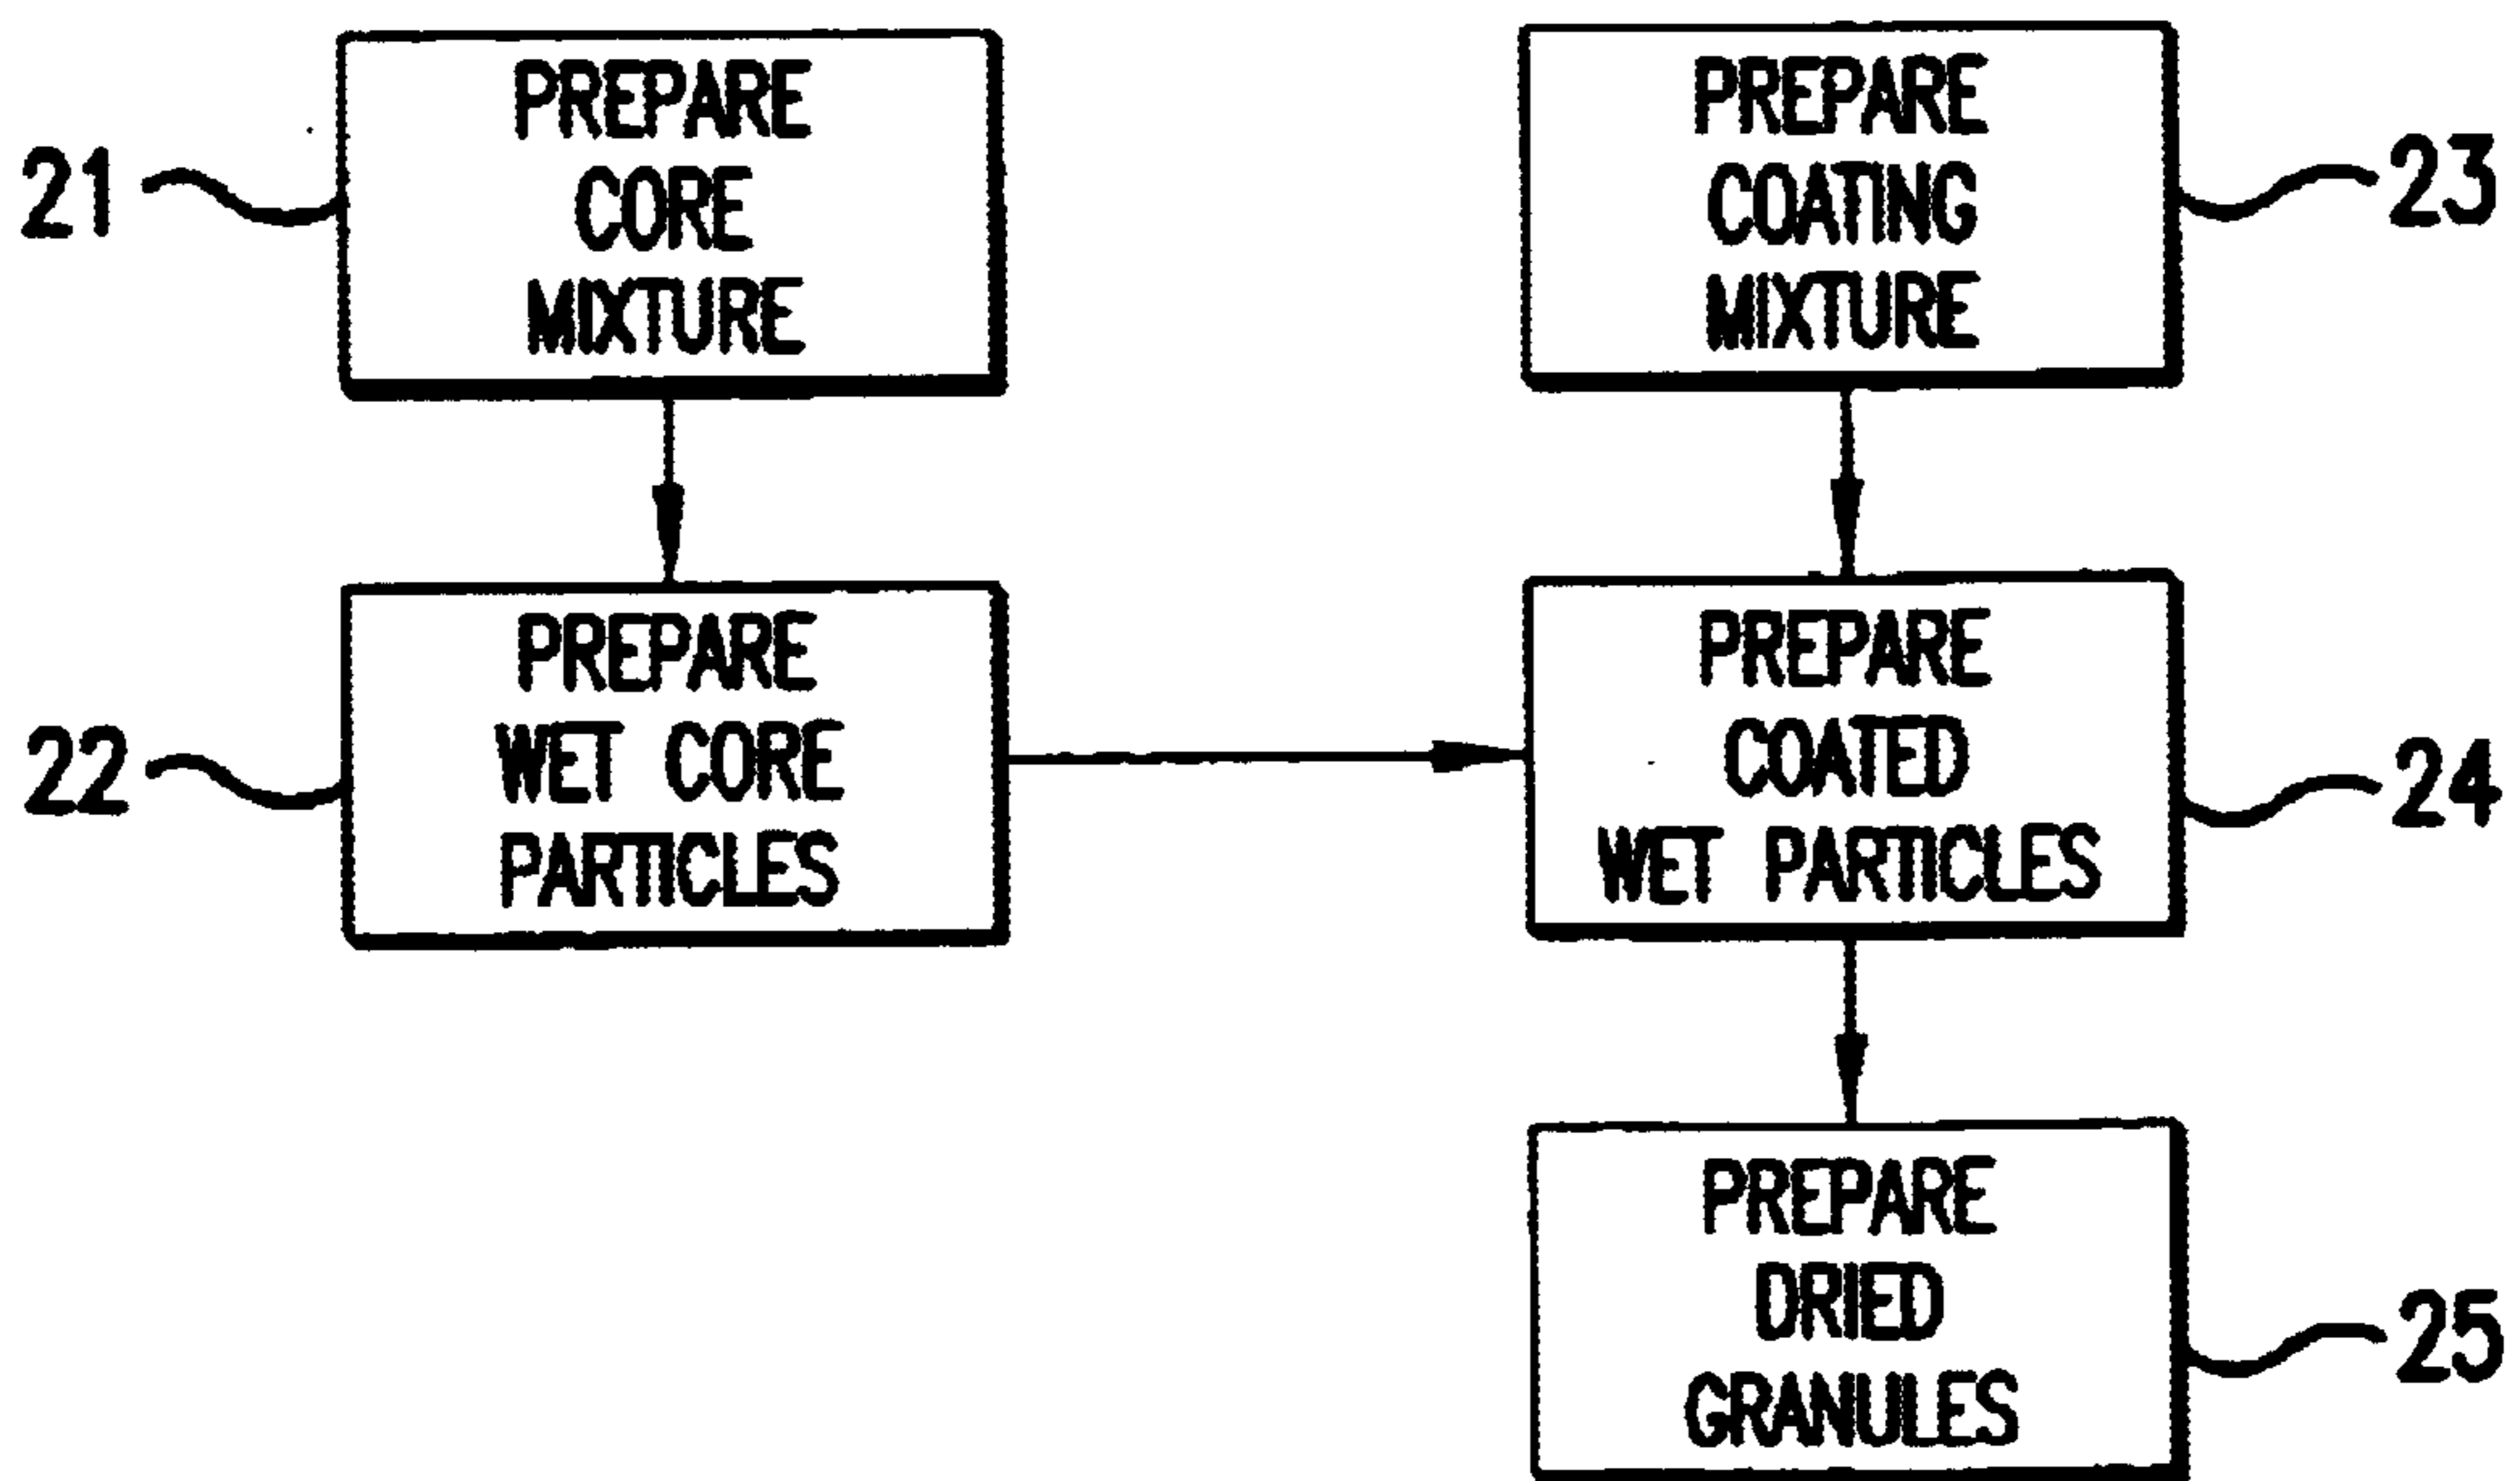 21
PREPARE
CORE
MIXTURE
22
PREPARE
WET CORE
PARTICLES
PREPARE
COATING
MIXTURE
23
PREPARE
COATED
WET PARTICLES
24
PREPARE
DRIED
GRANULES
25